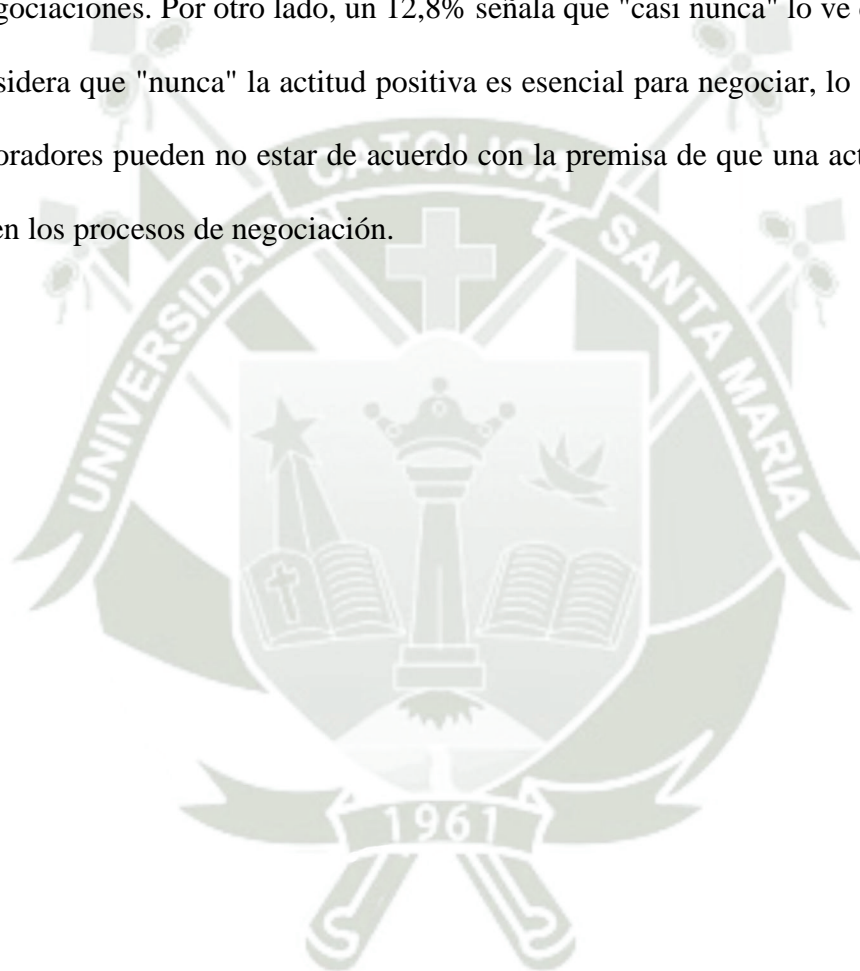 gociaciones. Por otro lado, un 12,8% señala que "casi nunca" lo ve
sidera que "nunca" la actitud positiva es esencial para negociar, lo
oradores pueden no estar de acuerdo con la premisa de que una act
en los procesos de negociación.
UNIVERSIDAD CATOLICA SANTA MARIA
1961